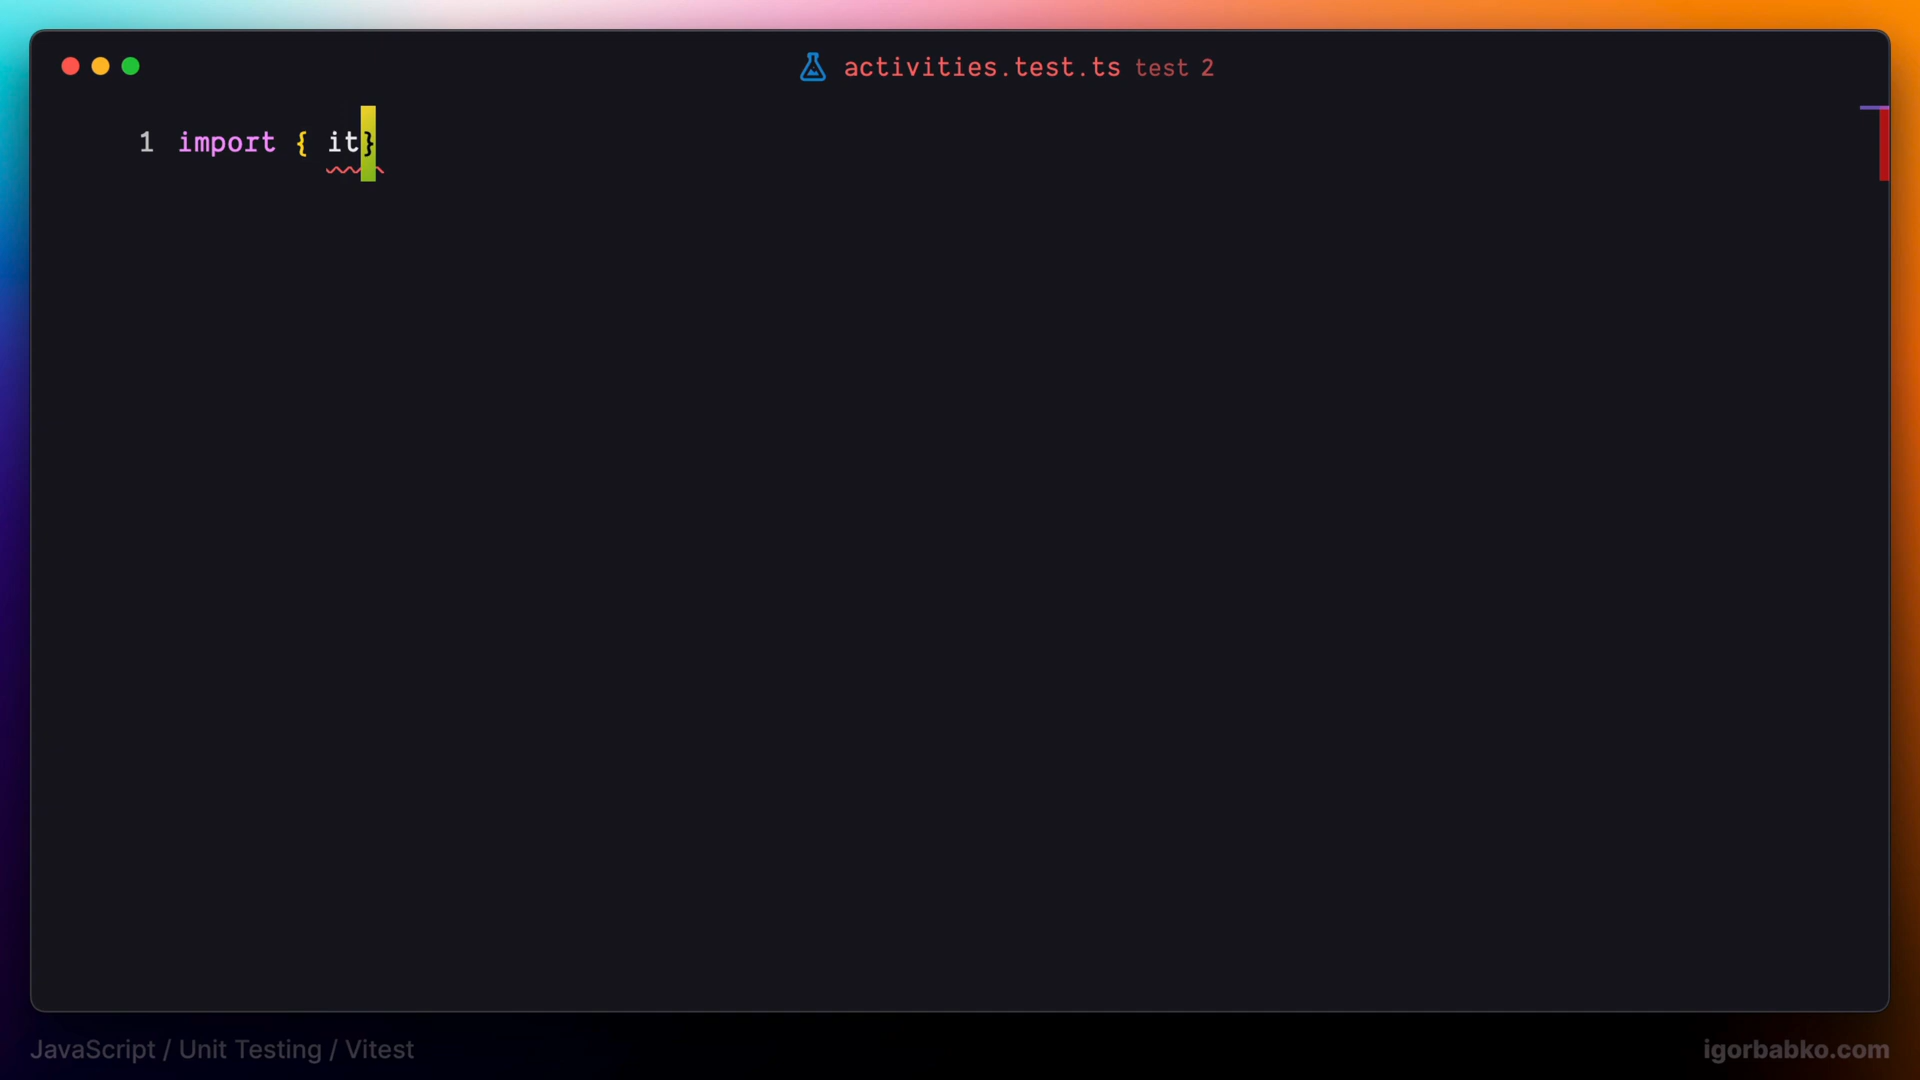 activities.test.ts test 2
1 import { it}
JavaScript / Unit Testing / Vitest
igorbabko.com